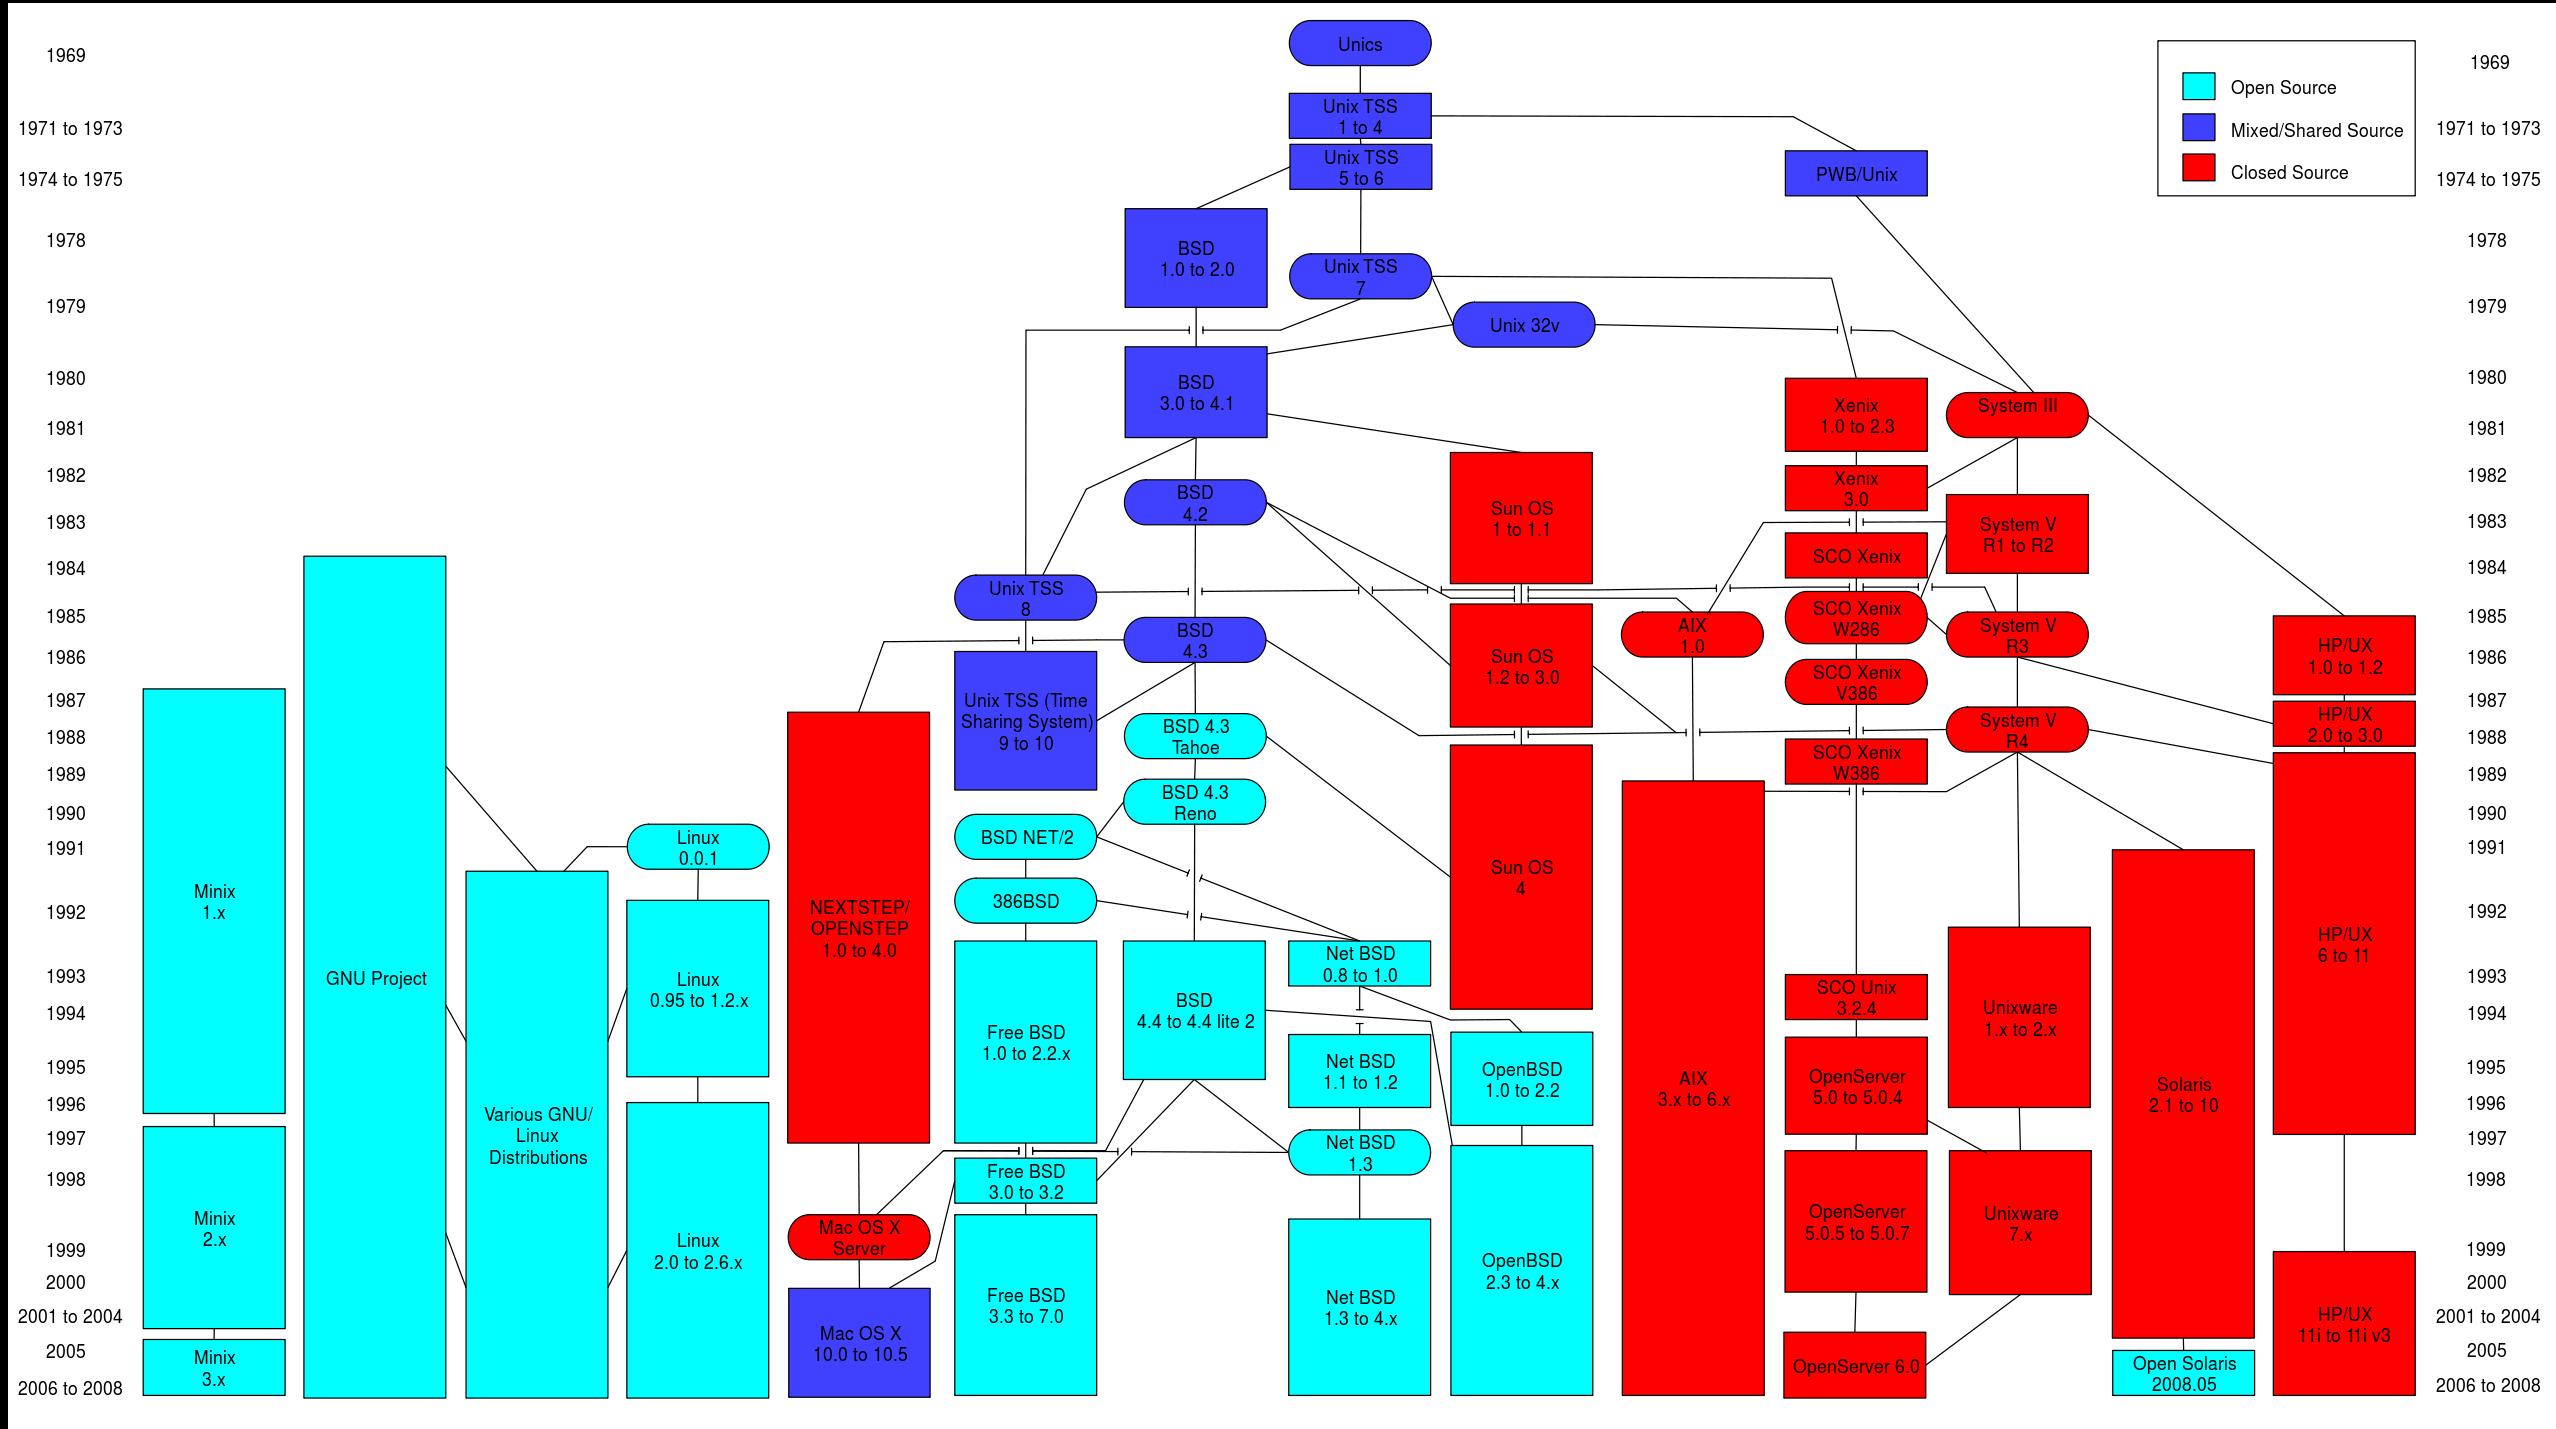 Unics
1969
1969
Open Source
Unix TSS
1 to 4
1971 to 1973
Mixed/Shared Source
1971 to 1973
Unix TSS
5 to 6
PWB/Unix
Closed Source
1974 to 1975
1974 to 1975
1978
BSD
1.0 to 2.0
1978
Unix TSS
7
1979
Unix 32v
1979
1980
BSD
3.0 to 4.1
1980
Xenix
1.0 to 2.3
System III
1981
1981
1982
Xenix
3.0
1982
BSD
4.2
Sun OS
1 to 1.1
System V
R1 to R2
1983
1983
SCO Xenix
1984
1984
Unix TSS
8
SCO Xenix
W286
1985
1985
BSD
4.3
AIX
1.0
System V
R3
HP/UX
1.0 to 1.2
1986
1986
Sun OS
1.2 to 3.0
SCO Xenix
V386
1987
1987
Unix TSS (Time
Sharing System)
9 to 10
HP/UX
2.0 to 3.0
BSD 4.3
Tahoe
System V
R4
1988
1988
SCO Xenix
W386
1989
1989
BSD 4.3
Reno
1990
1990
BSD NET/2
Linux
0.0.1
1991
1991
Sun OS
4
Minix
1.x
386BSD
1992
1992
NEXTSTEP/
OPENSTEP
1.0 to 4.0
HP/UX
6 to 11
Net BSD
0.8 to 1.0
GNU Project
1993
1993
Linux
0.95 to 1.2.x
SCO Unix
3.2.4
BSD
4.4 to 4.4 lite 2
Unixware
1.x to 2.x
1994
1994
Free BSD
1.0 to 2.2.x
Net BSD
1.1 to 1.2
OpenBSD
1.0 to 2.2
1995
1995
AIX
3.x to 6.x
OpenServer
5.0 to 5.0.4
Solaris
2.1 to 10
1996
1996
Various GNU/
Linux
Distributions
1997
1997
Net BSD
1.3
1998
1998
Free BSD
3.0 to 3.2
Minix
2.x
Mac OS X
Server
OpenServer
5.0.5 to 5.0.7
Unixware
7.x
1999
1999
Linux
2.0 to 2.6.x
OpenBSD
2.3 to 4.x
2000
2000
Free BSD
3.3 to 7.0
Net BSD
1.3 to 4.x
2001 to 2004
2001 to 2004
HP/UX
11i to 11i v3
Mac OS X
10.0 to 10.5
2005
2005
Minix
3.x
OpenServer 6.0
Open Solaris
2008.05
2006 to 2008
2006 to 2008